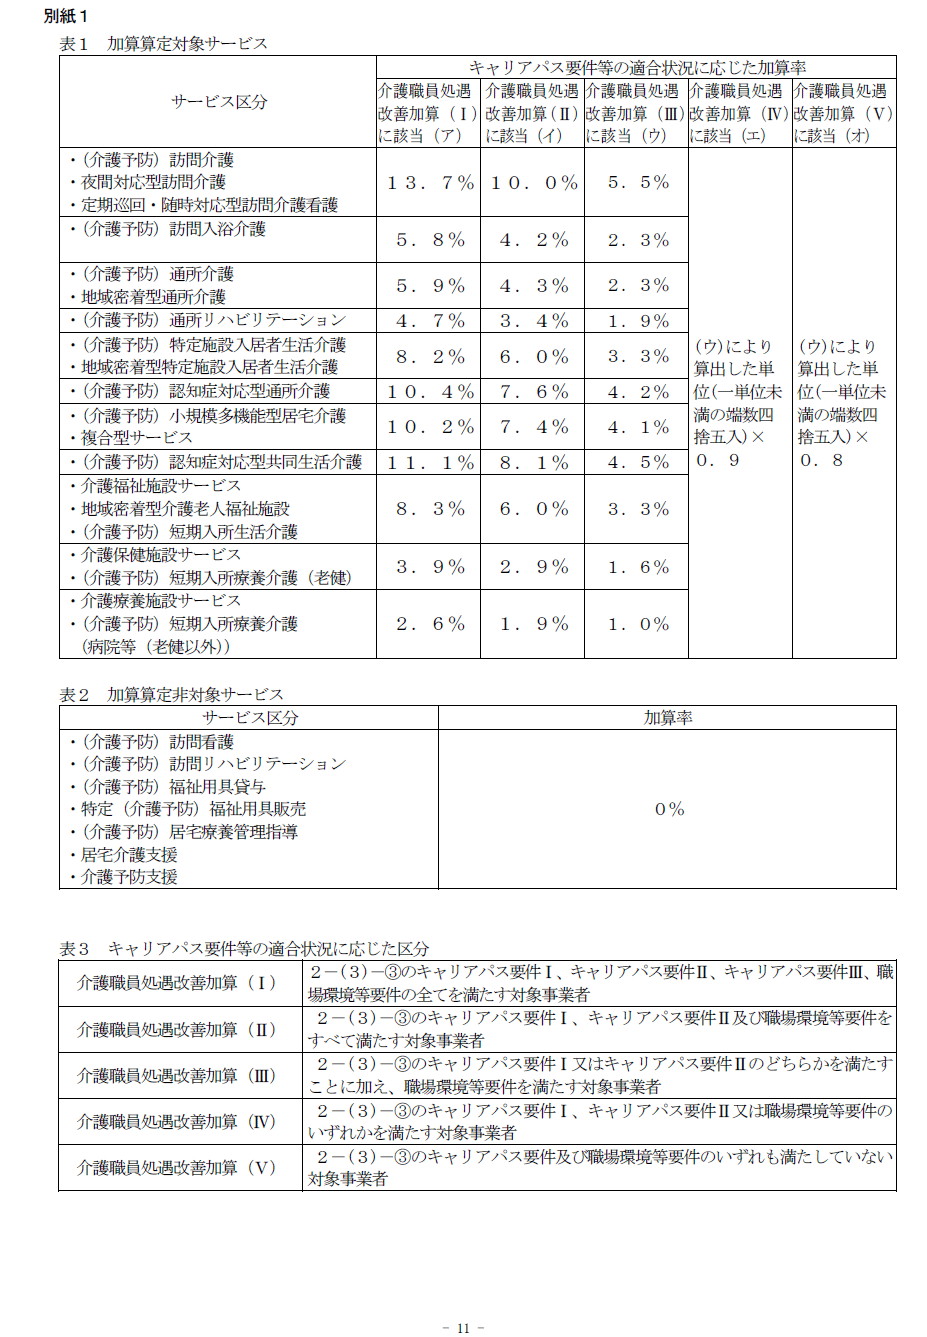 別紙１
表１　加算算定対象サービス
サービス区分
キャリアパス要件等の適合状況に応じた加算率
介護職員処遇改善加算（Ⅰ）に該当（ア）
介護職員処遇改善加算（Ⅱ）に該当（イ）
介護職員処遇改善加算（Ⅲ）に該当（ウ）
介護職員処遇改善加算（Ⅳ）に該当（エ）
介護職員処遇改善加算（Ⅴ）に該当（オ）
・（介護予防）訪問介護
・夜間対応型訪問介護
・定期巡回・随時対応型訪問介護看護
１３．７％　１０．０％　５．５％
・（介護予防）訪問入浴介護
５．８％　４．２％　２．３％
・（介護予防）通所介護
・地域密着型通所介護
５．９％　４．３％　２．３％
・（介護予防）通所リハビリテーション
４．７％　３．４％　１．９％
・（介護予防）特定施設入居者生活介護
・地域密着型特定施設入居者生活介護
８．２％　６．０％　３．３％
・（介護予防）認知症対応型通所介護
１０．４％　７．６％　４．２％
・（介護予防）小規模多機能型居宅介護
・複合型サービス
１０．２％　７．４％　４．１％
・（介護予防）認知症対応型共同生活介護
１１．１％　８．１％　４．５％
・介護福祉施設サービス
・地域密着型介護老人福祉施設
・（介護予防）短期入所生活介護
８．３％　６．０％　３．３％
・介護保健施設サービス
・（介護予防）短期入所療養介護（老健）
３．９％　２．９％　１．６％
・介護療養施設サービス
・（介護予防）短期入所療養介護
（病院等（老健以外））
２．６％　１．９％　１．０％
（ウ）により
算出した単
位（一単位未
満の端数四
捨五入）×
０．９
（ウ）により
算出した単
位（一単位未
満の端数四
捨五入）×
０．８
表２　加算算定非対象サービス
サービス区分　加算率
・（介護予防）訪問看護
・（介護予防）訪問リハビリテーション
・（介護予防）福祉用具貸与
・特定（介護予防）福祉用具販売
・（介護予防）居宅療養管理指導
・居宅介護支援
・介護予防支援
０％
表３　キャリアパス要件等の適合状況に応じた区分
介護職員処遇改善加算（Ⅰ）
２－（３）－③のキャリアパス要件Ⅰ、キャリアパス要件Ⅱ、キャリアパス要件Ⅲ、職
場環境等要件の全てを満たす対象事業者
介護職員処遇改善加算（Ⅱ）
２－（３）－③のキャリアパス要件Ⅰ、キャリアパス要件Ⅱ及び職場環境等要件を
すべて満たす対象事業者
介護職員処遇改善加算（Ⅲ）
２－（３）－③のキャリアパス要件Ⅰ又はキャリアパス要件Ⅱのどちらかを満たす
ことに加え、職場環境等要件を満たす対象事業者
介護職員処遇改善加算（Ⅳ）
２－（３）－③のキャリアパス要件Ⅰ、キャリアパス要件Ⅱ又は職場環境等要件の
いずれかを満たす対象事業者
介護職員処遇改善加算（Ⅴ）
２－（３）－③のキャリアパス要件及び職場環境等要件のいずれも満たしていない
対象事業者
- 11 -